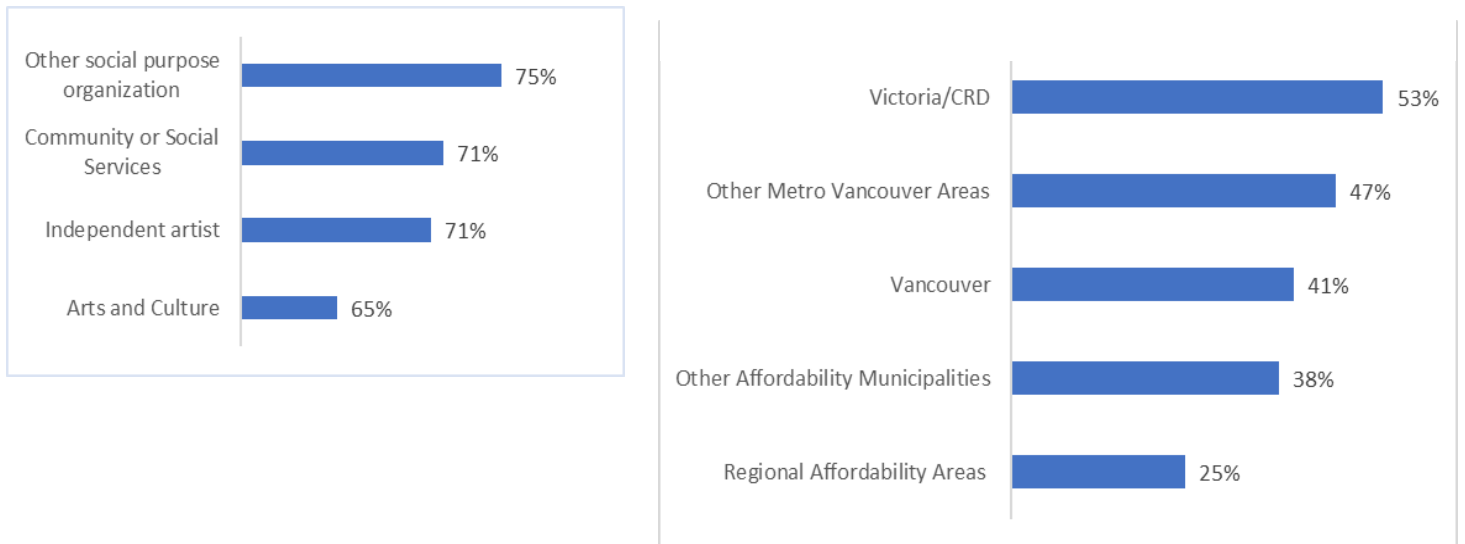 Other social purpose
organization
75%
Community or Social
Services
71%
Independent artist
71%
Arts and Culture
65%
Victoria/CRD
53%
Other Metro Vancouver Areas
47%
Vancouver
41%
Other Affordability Municipalities
38%
Regional Affordability Areas
25%